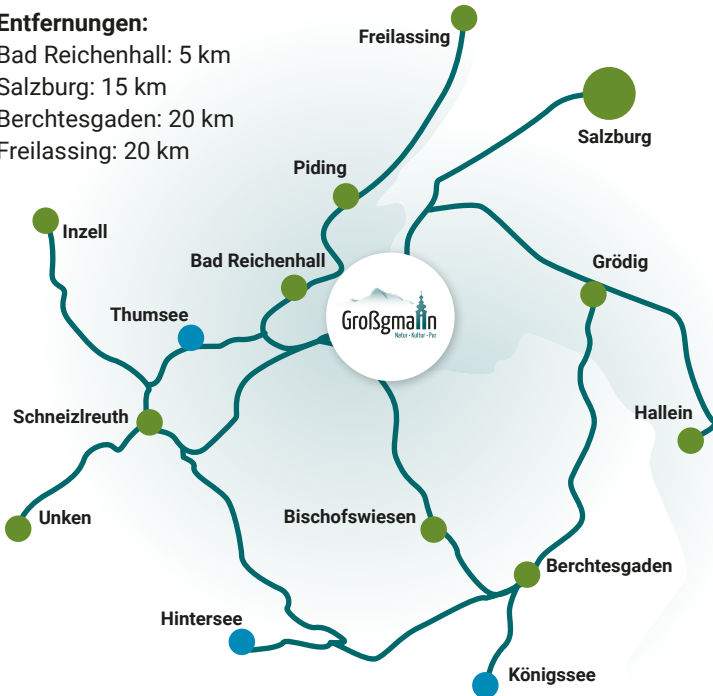 Entfernungen:
Bad Reichenhall: 5 km
Salzburg: 15 km
Berchtesgaden: 20 km
Freilassing: 20 km
Freilassing
Salzburg
Piding
Inzell
Bad Reichenhall
Grödig
Thumsee
Großgmain
Natur · Kultur · Pur
Hallein
Schneizlreuth
Unken
Bischofswiesen
Berchtesgaden
Hintersee
Königssee